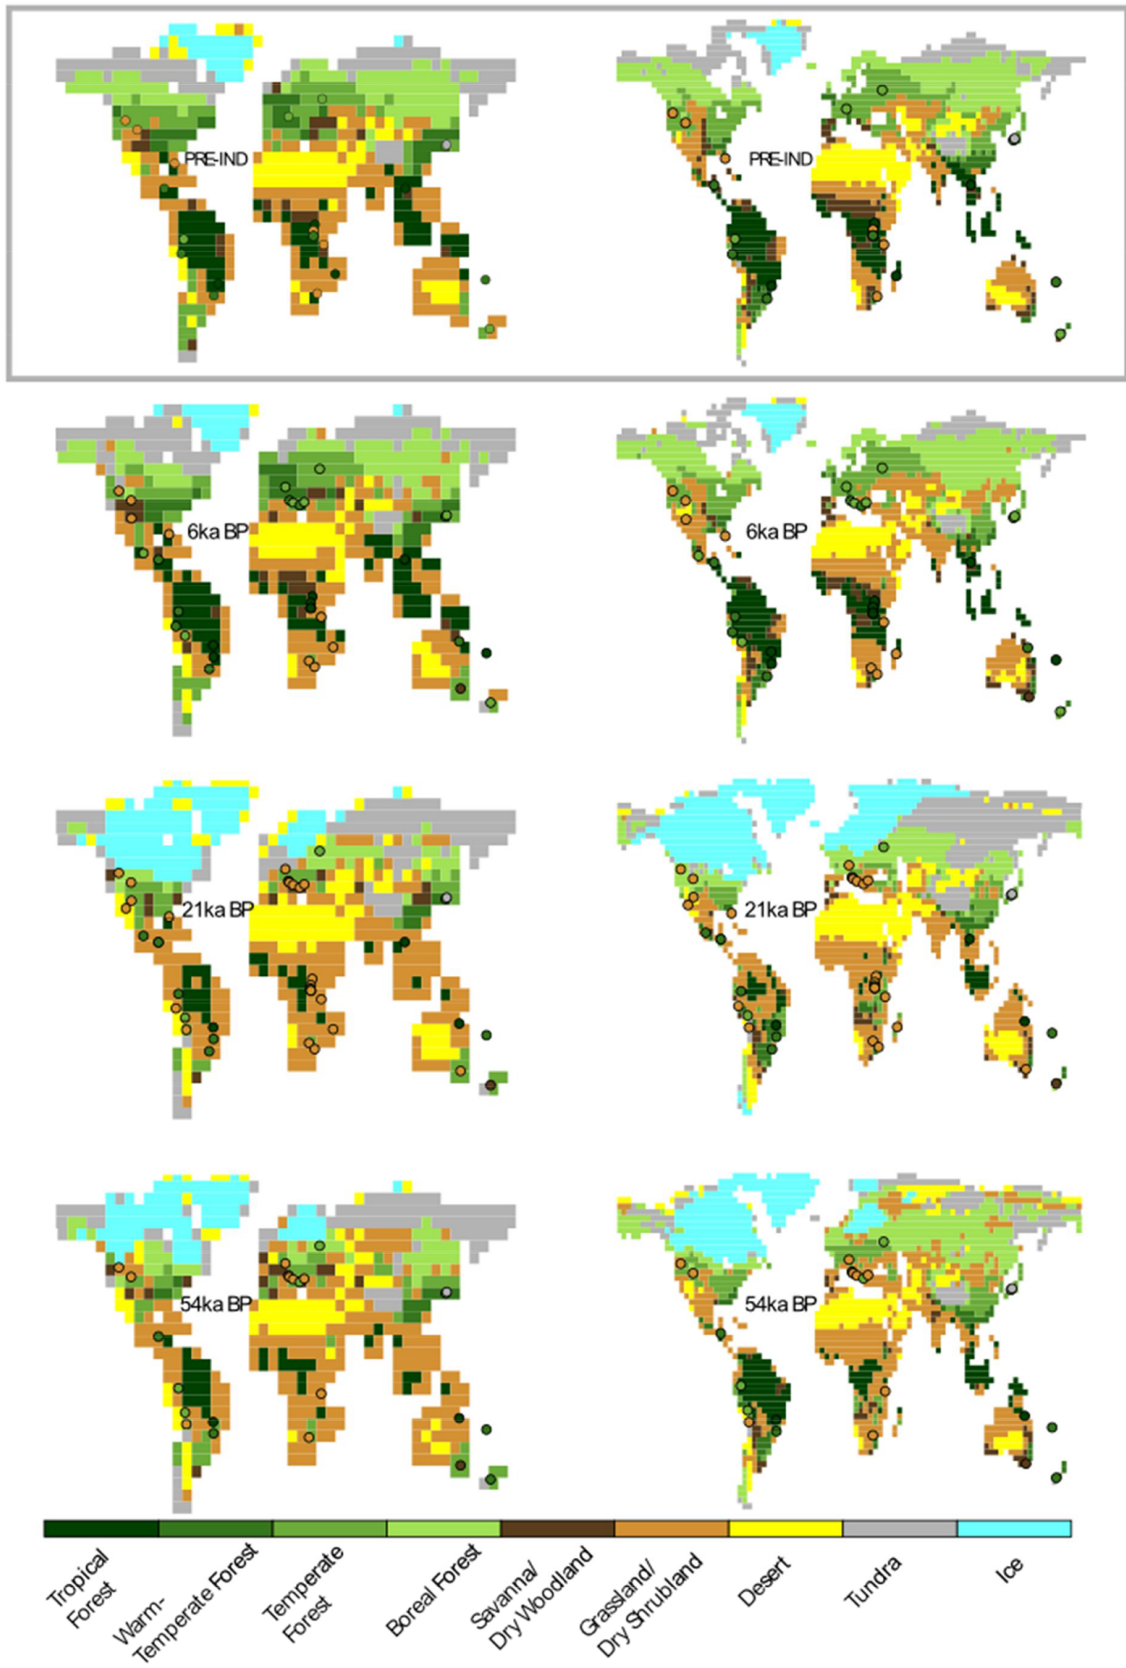 PRE-IND
PRE-IND
6ka BP
6ka BP
21ka BP
21ka BP
54ka BP
54ka BP
Tropical
Forest
Warm-
Temperate Forest
Temperate
Forest
Boreal Forest
Savanna/
Dry Woodland
Grassland/
Dry Shrubland
Desert
Tundra
Ice